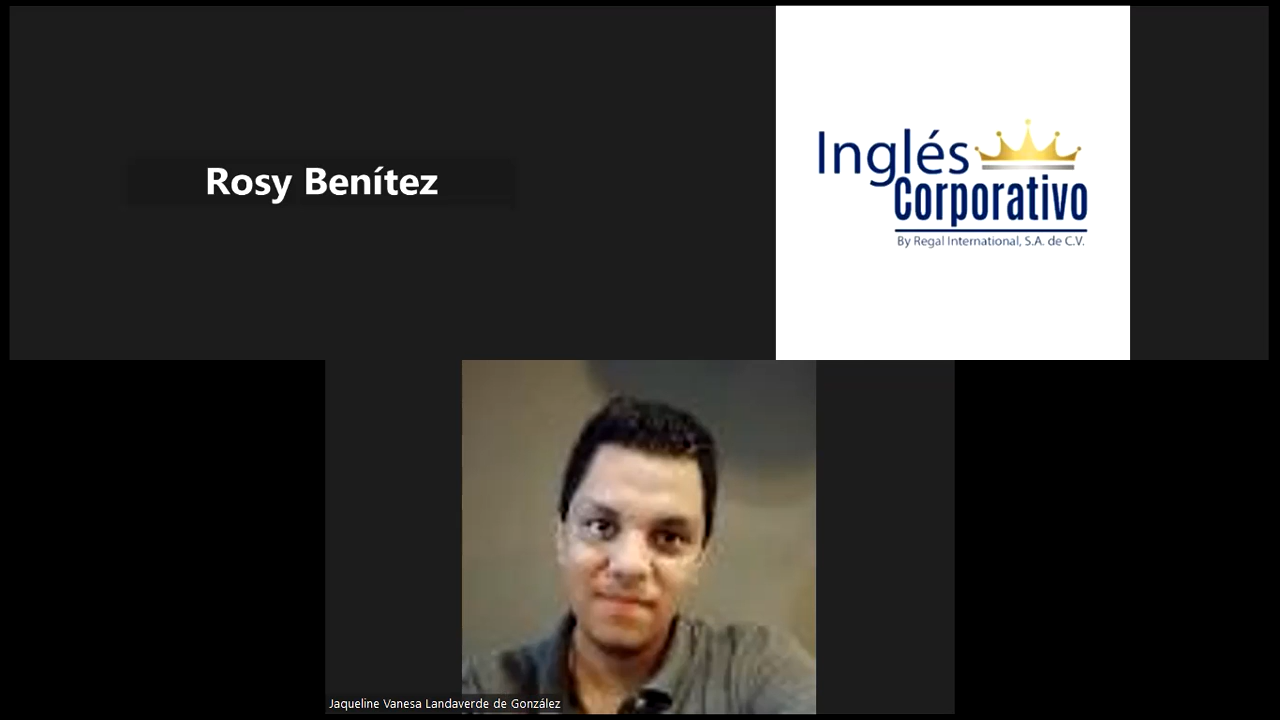 Rosy Benítez
Inglés
Corporativo
By Regal International, S.A. de C.V.
Jaqueline Vanesa Landaverde de González